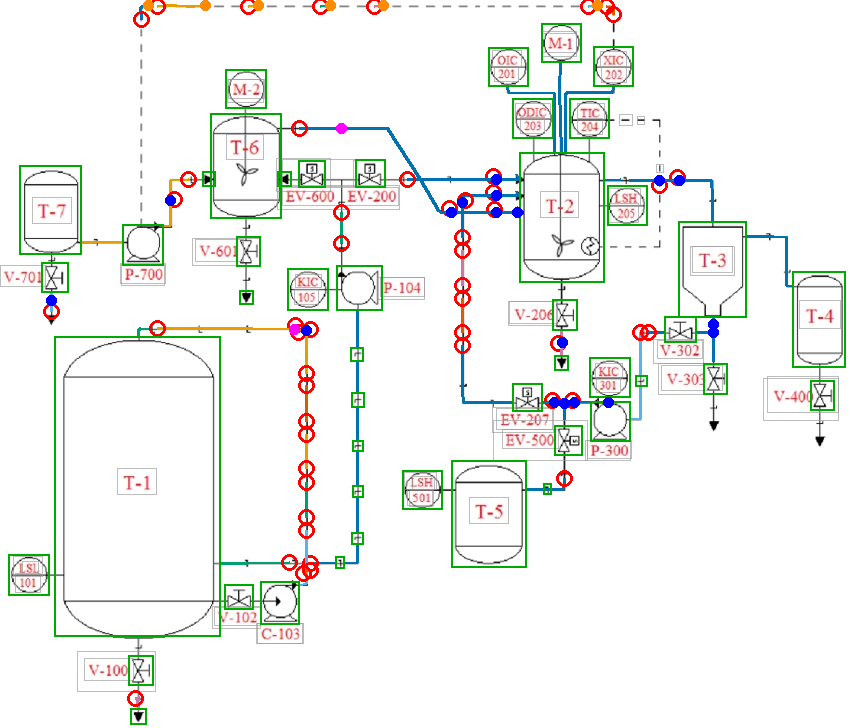 M-1
OIC
201
XIC
202
M-2
ODIC
203
TIC
204
T-6
S
S
EV-600
EV-200
T-7
T-2
LSH
205
V-601
T-3
P-700
V-701
KIC
105
P-104
V-206
T-4
V-302
KIC
301
V-303
V-400
S
EV-207
EV-500
M
P-300
T-1
LSH
501
T-5
LSL
101
V-102
C-103
V-100